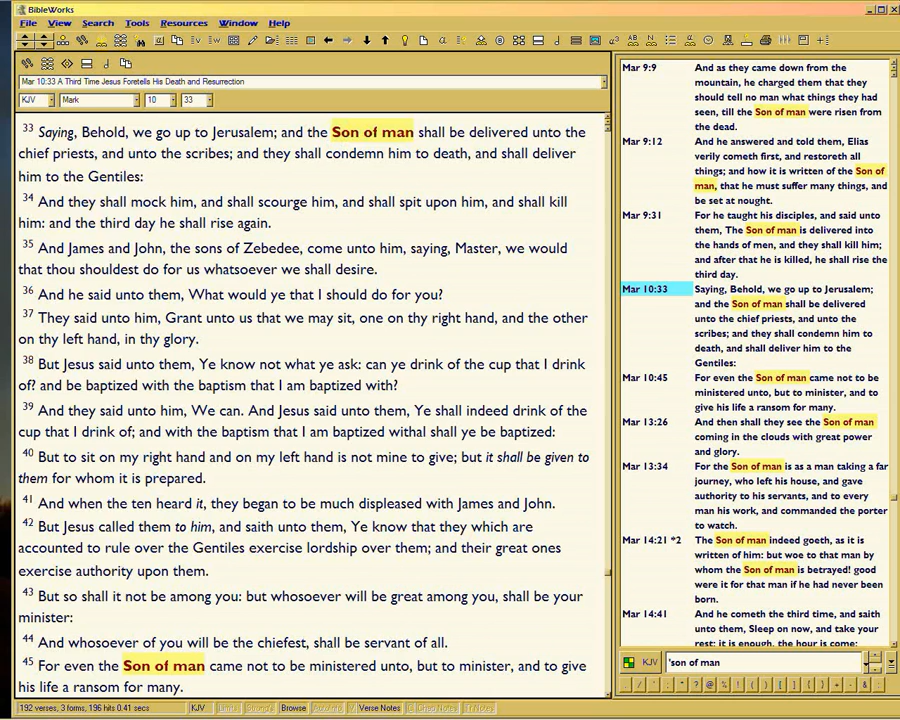 BibleWorks
File View Search Tools Resources Window Help
Mar 10:33 A Third Time Jesus Foretells His Death and Resurrection
KJV Mark 10 33
33 Saying, Behold, we go up to Jerusalem; and the Son of man shall be delivered unto the
chief priests, and unto the scribes; and they shall condemn him to death, and shall deliver
him to the Gentiles:
34 And they shall mock him, and shall scourge him, and shall spit upon him, and shall kill
him: and the third day he shall rise again.
35 And James and John, the sons of Zebedee, come unto him, saying, Master, we would
that thou shouldest do for us whatsoever we shall desire.
36 And he said unto them, What would ye that I should do for you?
37 They said unto him, Grant unto us that we may sit, one on thy right hand, and the other
on thy left hand, in thy glory.
38 But Jesus said unto them, Ye know not what ye ask: can ye drink of the cup that I drink
of? and be baptized with the baptism that I am baptized with?
39 And they said unto him, We can. And Jesus said unto them, Ye shall indeed drink of the
cup that I drink of; and with the baptism that I am baptized withal shall ye be baptized:
40 But to sit on my right hand and on my left hand is not mine to give; but it shall be given to
them for whom it is prepared.
41 And when the ten heard it, they began to be much displeased with James and John.
42 But Jesus called them to him, and saith unto them, Ye know that they which are
accounted to rule over the Gentiles exercise lordship over them; and their great ones
exercise authority upon them.
43 But so shall it not be among you: but whosoever will be great among you, shall be your
minister:
44 And whosoever of you will be the chiefest, shall be servant of all.
45 For even the Son of man came not to be ministered unto, but to minister, and to give
his life a ransom for many.
Mar 9:9 And as they came down from the
mountain, he charged them that they
should tell no man what things they had
seen, till the Son of man were risen from
the dead.
Mar 9:12 And he answered and told them, Elias
verily cometh first, and restoreth all
things; and how it is written of the Son of
man, that he must suffer many things, and
be set at nought.
Mar 9:31 For he taught his disciples, and said unto
them, The Son of man is delivered into
the hands of men, and they shall kill him;
and after that he is killed, he shall rise the
third day.
Mar 10:33 Saying, Behold, we go up to Jerusalem;
and the Son of man shall be delivered
unto the chief priests, and unto the
scribes; and they shall condemn him to
death, and shall deliver him to the
Gentiles:
Mar 10:45 For even the Son of man came not to be
ministered unto, but to minister, and to
give his life a ransom for many.
Mar 13:26 And then shall they see the Son of man
coming in the clouds with great power
and glory.
Mar 13:34 For the Son of man is as a man taking a far
journey, who left his house, and gave
authority to his servants, and to every
man his work, and commanded the porter
to watch.
Mar 14:21 *2 The Son of man indeed goeth, as it is
written of him: but woe to that man by
whom the Son of man is betrayed! good
were it for that man if he had never been
born.
Mar 14:41 And he cometh the third time, and saith
unto them, Sleep on now, and take your
rest: it is enough, the hour is come;
KJV 'son of man
192 verses, 3 forms, 196 hits 0.41 secs KJV Limits Strong's Browse AutoInfo Verse Notes Chap Notes Tr Notes